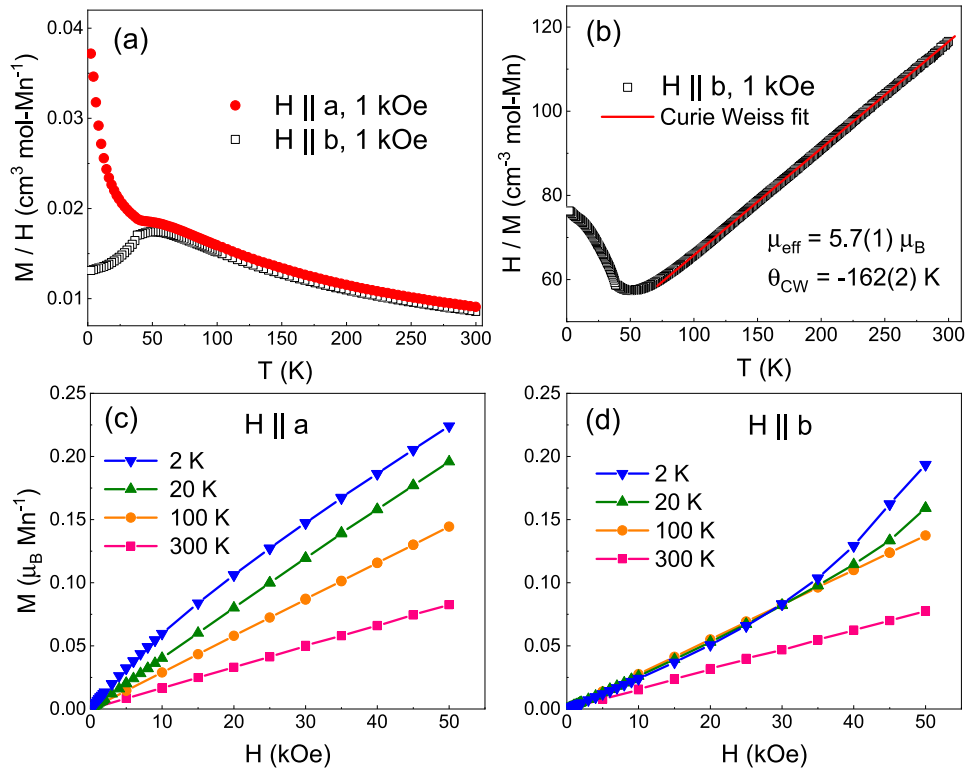 (a)
0.04
0.03
0.02
0.01
M / H (cm³ mol-Mn⁻¹)
H || a, 1 kOe
H || b, 1 kOe
0 50 100 150 200 250 300
T (K)
(b)
120
100
80
60
H / M (cm⁻³ mol-Mn)
H || b, 1 kOe
Curie Weiss fit
μeff = 5.7(1) μB
θCW = -162(2) K
0 50 100 150 200 250 300
T (K)
(c)
H || a
0.25
0.20
0.15
0.10
0.05
0.00
M (μB Mn⁻¹)
2 K
20 K
100 K
300 K
0 10 20 30 40 50
H (kOe)
(d)
H || b
0.25
0.20
0.15
0.10
0.05
0.00
2 K
20 K
100 K
300 K
0 10 20 30 40 50
H (kOe)